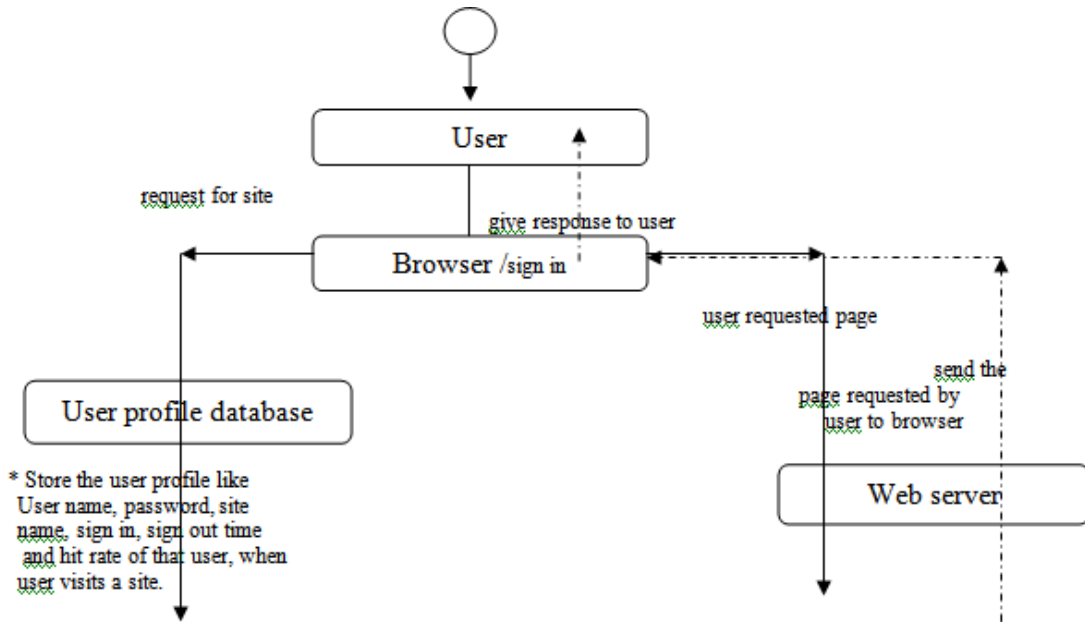 User
request for site
give response to user
Browser /sign in
user requested page
send the
page requested by
user to browser
User profile database
* Store the user profile like
User name, password, site
name, sign in, sign out time
and hit rate of that user, when
user visits a site.
Web server